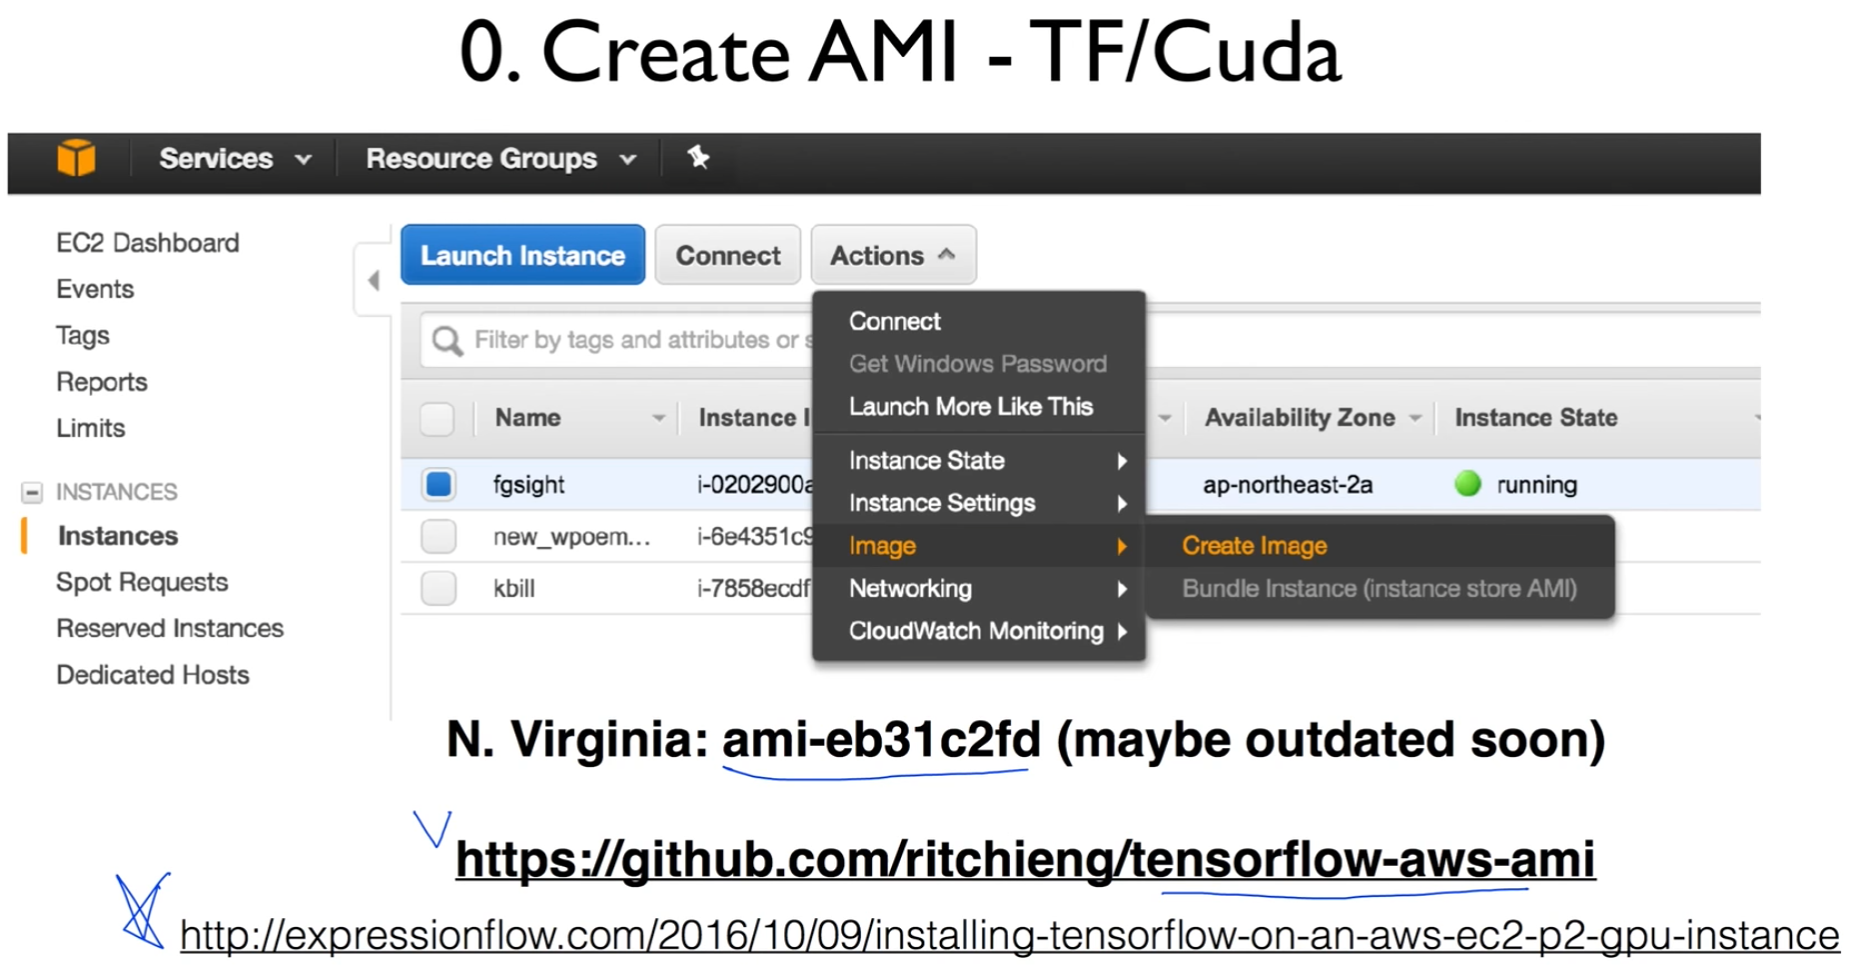 0. Create AMI - TF/Cuda
Services Resource Groups
EC2 Dashboard
Events
Tags
Reports
Limits
INSTANCES
Instances
Spot Requests
Reserved Instances
Dedicated Hosts
Launch Instance Connect Actions
Filter by tags and attributes or
Name Instance Availability Zone Instance State
fgsight i-0202900a ap-northeast-2a running
new_wpoem... i-6e4351c9
kbill i-7858ecdf
Connect
Get Windows Password
Launch More Like This
Instance State
Instance Settings
Image
Networking
CloudWatch Monitoring
Create Image
Bundle Instance (instance store AMI)
N. Virginia: ami-eb31c2fd (maybe outdated soon)
https://github.com/ritchieng/tensorflow-aws-ami
http://expressionflow.com/2016/10/09/installing-tensorflow-on-an-aws-ec2-p2-gpu-instance